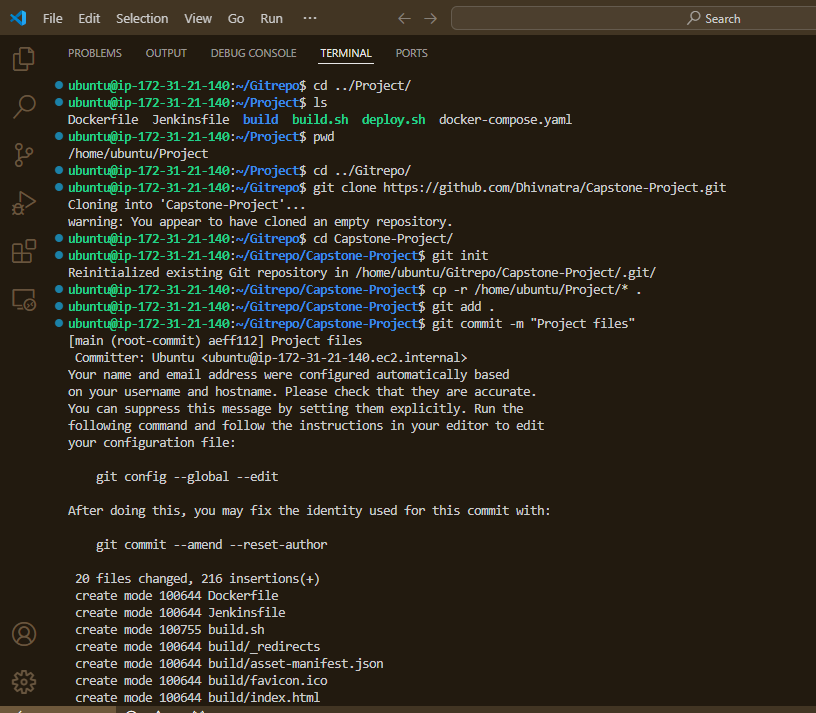 File Edit Selection View Go Run ··· Search
PROBLEMS OUTPUT DEBUG CONSOLE TERMINAL PORTS
ubuntu@ip-172-31-21-140:~/Gitrepo$ cd ../Project/
ubuntu@ip-172-31-21-140:~/Project$ ls
Dockerfile Jenkinsfile build build.sh deploy.sh docker-compose.yaml
ubuntu@ip-172-31-21-140:~/Project$ pwd
/home/ubuntu/Project
ubuntu@ip-172-31-21-140:~/Project$ cd ../Gitrepo/
ubuntu@ip-172-31-21-140:~/Gitrepo$ git clone https://github.com/Dhivnatra/Capstone-Project.git
Cloning into 'Capstone-Project'...
warning: You appear to have cloned an empty repository.
ubuntu@ip-172-31-21-140:~/Gitrepo$ cd Capstone-Project/
ubuntu@ip-172-31-21-140:~/Gitrepo/Capstone-Project$ git init
Reinitialized existing Git repository in /home/ubuntu/Gitrepo/Capstone-Project/.git/
ubuntu@ip-172-31-21-140:~/Gitrepo/Capstone-Project$ cp -r /home/ubuntu/Project/* .
ubuntu@ip-172-31-21-140:~/Gitrepo/Capstone-Project$ git add .
ubuntu@ip-172-31-21-140:~/Gitrepo/Capstone-Project$ git commit -m "Project files"
[main (root-commit) aeff112] Project files
Committer: Ubuntu <ubuntu@ip-172-31-21-140.ec2.internal>
Your name and email address were configured automatically based
on your username and hostname. Please check that they are accurate.
You can suppress this message by setting them explicitly. Run the
following command and follow the instructions in your editor to edit
your configuration file:
git config --global --edit
After doing this, you may fix the identity used for this commit with:
git commit --amend --reset-author
20 files changed, 216 insertions(+)
create mode 100644 Dockerfile
create mode 100644 Jenkinsfile
create mode 100755 build.sh
create mode 100644 build/_redirects
create mode 100644 build/asset-manifest.json
create mode 100644 build/favicon.ico
create mode 100644 build/index.html